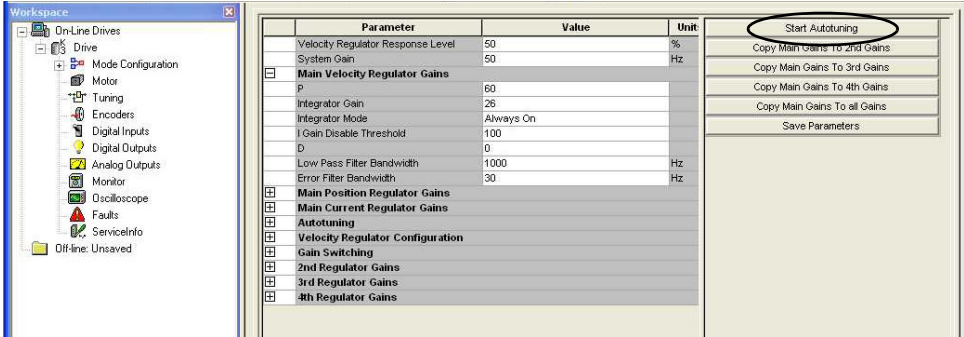 Workspace
On-Line Drives
Drive
Mode Configuration
Motor
Tuning
Encoders
Digital Inputs
Digital Outputs
Analog Outputs
Monitor
Oscilloscope
Faults
ServiceInfo
Off-line: Unsaved
Parameter Value Units
Velocity Regulator Response Level 50 %
System Gain 50 Hz
Main Velocity Regulator Gains
P 60
Integrator Gain 26
Integrator Mode Always On
I Gain Disable Threshold 100
D 0
Low Pass Filter Bandwidth 1000 Hz
Error Filter Bandwidth 30 Hz
Main Position Regulator Gains
Main Current Regulator Gains
Autotuning
Velocity Regulator Configuration
Gain Switching
2nd Regulator Gains
3rd Regulator Gains
4th Regulator Gains
Start Autotuning
Copy Main Gains To 2nd Gains
Copy Main Gains To 3rd Gains
Copy Main Gains To 4th Gains
Copy Main Gains To all Gains
Save Parameters